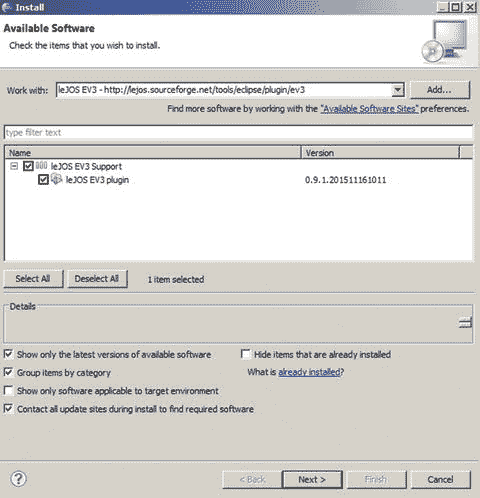 Install
Available Software
Check the items that you wish to install.
Work with: leJOS EV3 - http://lejos.sourceforge.net/tools/eclipse/plugin/ev3 Add...
Find more software by working with the "Available Software Sites" preferences.
type filter text
Name Version
leJOS EV3 Support
leJOS EV3 plugin 0.9.1.201511161011
Select All Deselect All 1 item selected
Details
Show only the latest versions of available software Hide items that are already installed
Group items by category What is already installed?
Show only software applicable to target environment
Contact all update sites during install to find required software
? < Back Next > Finish Cancel